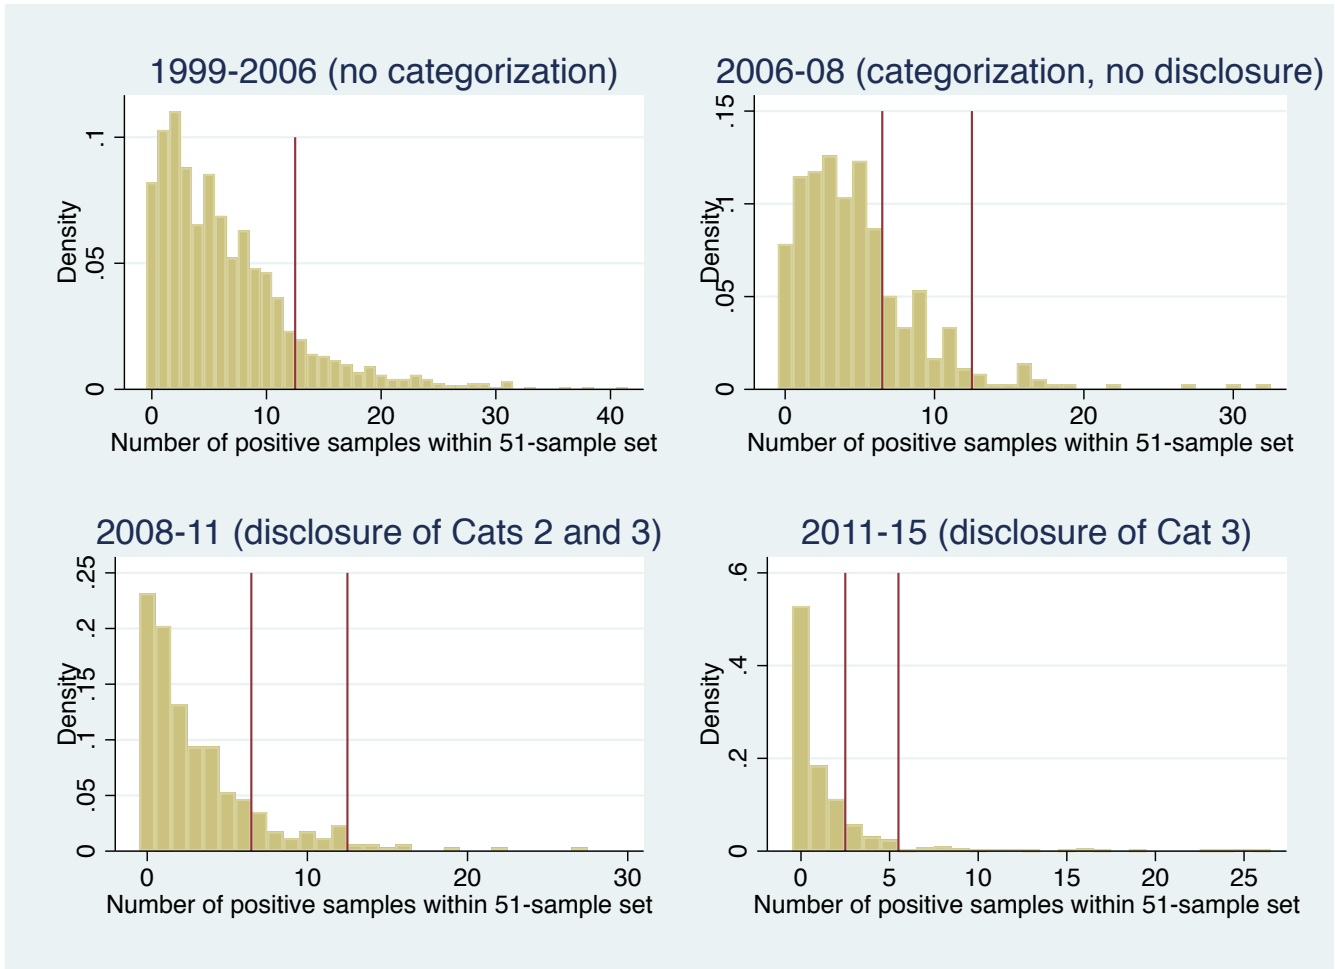 1999-2006 (no categorization)
Density
.1
.05
0
0 10 20 30 40
Number of positive samples within 51-sample set
2006-08 (categorization, no disclosure)
Density
.15
.1
.05
0
0 10 20 30
Number of positive samples within 51-sample set
2008-11 (disclosure of Cats 2 and 3)
Density
.25
.2
.15
.1
.05
0
0 10 20 30
Number of positive samples within 51-sample set
2011-15 (disclosure of Cat 3)
Density
.6
.4
.2
0
0 5 10 15 20 25
Number of positive samples within 51-sample set